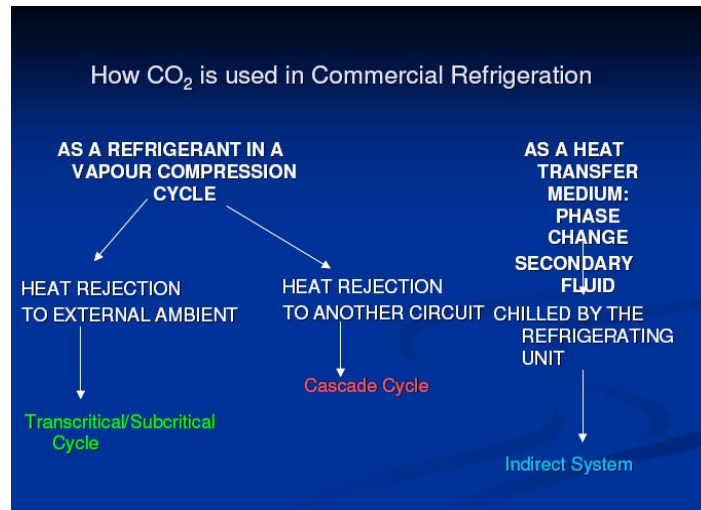 How CO₂ is used in Commercial Refrigeration
AS A REFRIGERANT IN A
VAPOUR COMPRESSION
CYCLE
HEAT REJECTION
TO EXTERNAL AMBIENT
Transcritical/Subcritical
Cycle
HEAT REJECTION
TO ANOTHER CIRCUIT
Cascade Cycle
AS A HEAT
TRANSFER
MEDIUM:
PHASE
CHANGE
SECONDARY
FLUID
CHILLED BY THE
REFRIGERATING
UNIT
Indirect System